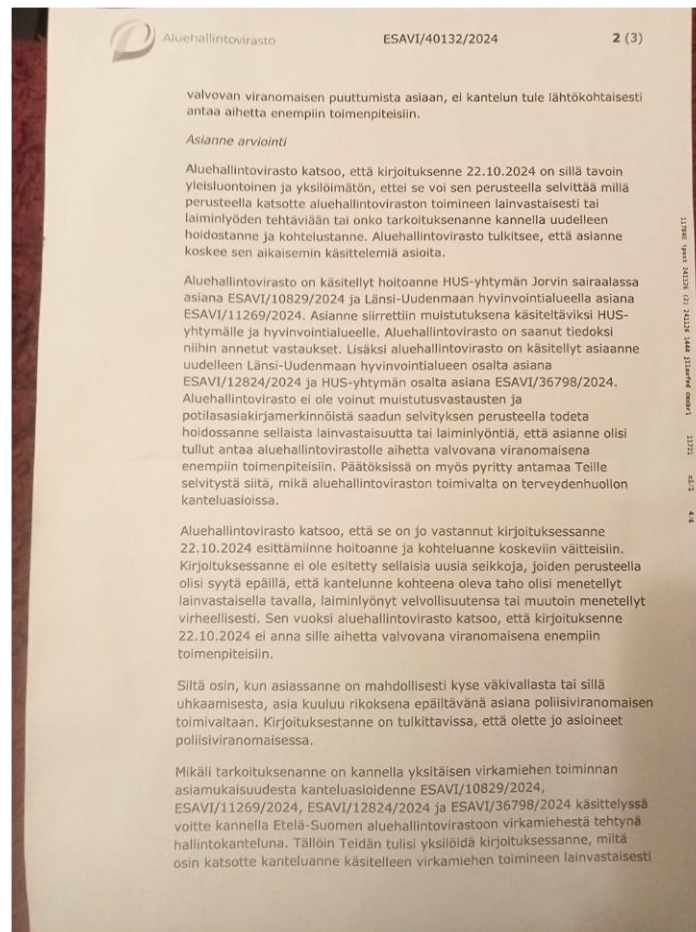 Aluehallintovirasto
ESAVI/40132/2024
2 (3)
valvovan viranomaisen puuttumista asiaan, ei kantelun tule lähtökohtaisesti
antaa aihetta enempiin toimenpiteisiin.
Asianne arviointi
Aluehallintovirasto katsoo, että kirjoituksenne 22.10.2024 on sillä tavoin
yleisluontoinen ja yksilöimätön, ettei se voi sen perusteella selvittää millä
perusteella katsotte aluehallintoviraston toimineen lainvastaisesti tai
laiminlyöden tehtäviään tai onko tarkoituksenanne kannella uudelleen
hoidostanne ja kohtelustanne. Aluehallintovirasto tulkitsee, että asianne
koskee sen aikaisemin käsittelemiä asioita.
Aluehallintovirasto on käsitellyt hoitoanne HUS-yhtymän Jorvin sairaalassa
asiana ESAVI/10829/2024 ja Länsi-Uudenmaan hyvinvointialueella asiana
ESAVI/11269/2024. Asianne siirrettiin muistutuksena käsiteltäviksi HUS-
yhtymälle ja hyvinvointialueelle. Aluehallintovirasto on saanut tiedoksi
niihin annetut vastaukset. Lisäksi aluehallintovirasto on käsitellyt asiaanne
uudelleen Länsi-Uudenmaan hyvinvointialueen osalta asiana
ESAVI/12824/2024 ja HUS-yhtymän osalta asiana ESAVI/36798/2024.
Aluehallintovirasto ei ole voinut muistutusvastausten ja
potilasasiakirjamerkinnöistä saadun selvityksen perusteella todeta
hoidossanne sellaista lainvastaisuutta tai laiminlyöntiä, että asianne olisi
tullut antaa aluehallintovirastolle aihetta valvovana viranomaisena
enempiin toimenpiteisiin. Päätöksissä on myös pyritty antamaan Teille
selvitystä siitä, mikä aluehallintoviraston toimivalta on terveydenhuollon
kanteluasioissa.
Aluehallintovirasto katsoo, että se on jo vastannut kirjoituksessanne
22.10.2024 esittämiinne hoitoanne ja kohteluanne koskeviin väitteisiin.
Kirjoituksessanne ei ole esitetty sellaisia uusia seikkoja, joiden perusteella
olisi syytä epäillä, että kantelunne kohteena oleva taho olisi menetellyt
lainvastaisella tavalla, laiminlyönyt velvollisuutensa tai muutoin menetellyt
virheellisesti. Sen vuoksi aluehallintovirasto katsoo, että kirjoituksenne
22.10.2024 ei anna sille aihetta valvovana viranomaisena enempiin
toimenpiteisiin.
Siltä osin, kun asiassanne on mahdollisesti kyse väkivallasta tai sillä
uhkaamisesta, asia kuuluu rikoksena epäiltävänä asiana poliisiviranomaisen
toimivaltaan. Kirjoituksestanne on tulkittavissa, että olette jo asioineet
poliisiviranomaisessa.
Mikäli tarkoituksenanne on kannella yksitäisen virkamiehen toiminnan
asiamukaisuudesta kanteluasioidenne ESAVI/10829/2024,
ESAVI/11269/2024, ESAVI/12824/2024 ja ESAVI/36798/2024 käsittelyssä
voitte kannella Etelä-Suomen aluehallintovirastoon virkamiehestä tehtynä
hallintokanteluna. Tällöin Teidän tulisi yksilöidä kirjoituksessanne, miltä
osin katsotte kanteluanne käsitelleen virkamiehen toimineen lainvastaisesti